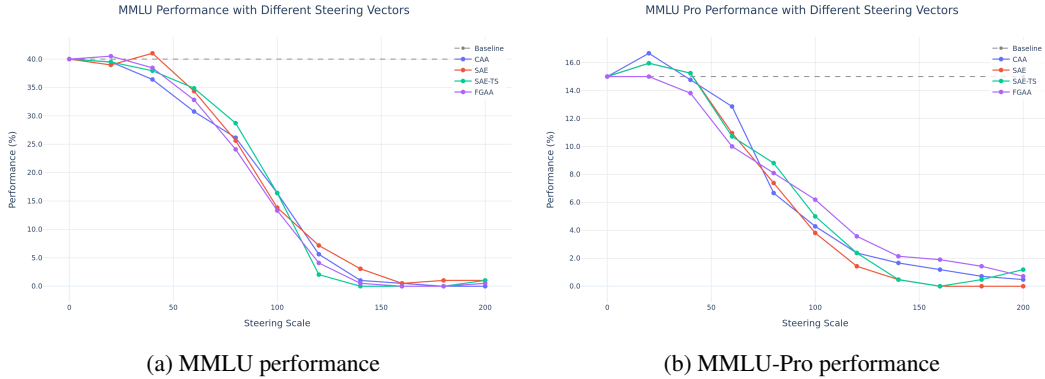 MMLU Performance with Different Steering Vectors
40.0
35.0
30.0
25.0
20.0
15.0
10.0
5.0
0.0
Performance (%)
0 50 100 150 200
Steering Scale
Baseline
CAA
SAE
SAE-TS
FGAA
(a) MMLU performance
MMLU Pro Performance with Different Steering Vectors
16.0
14.0
12.0
10.0
8.0
6.0
4.0
2.0
0.0
Performance (%)
0 50 100 150 200
Steering Scale
Baseline
CAA
SAE
SAE-TS
FGAA
(b) MMLU-Pro performance